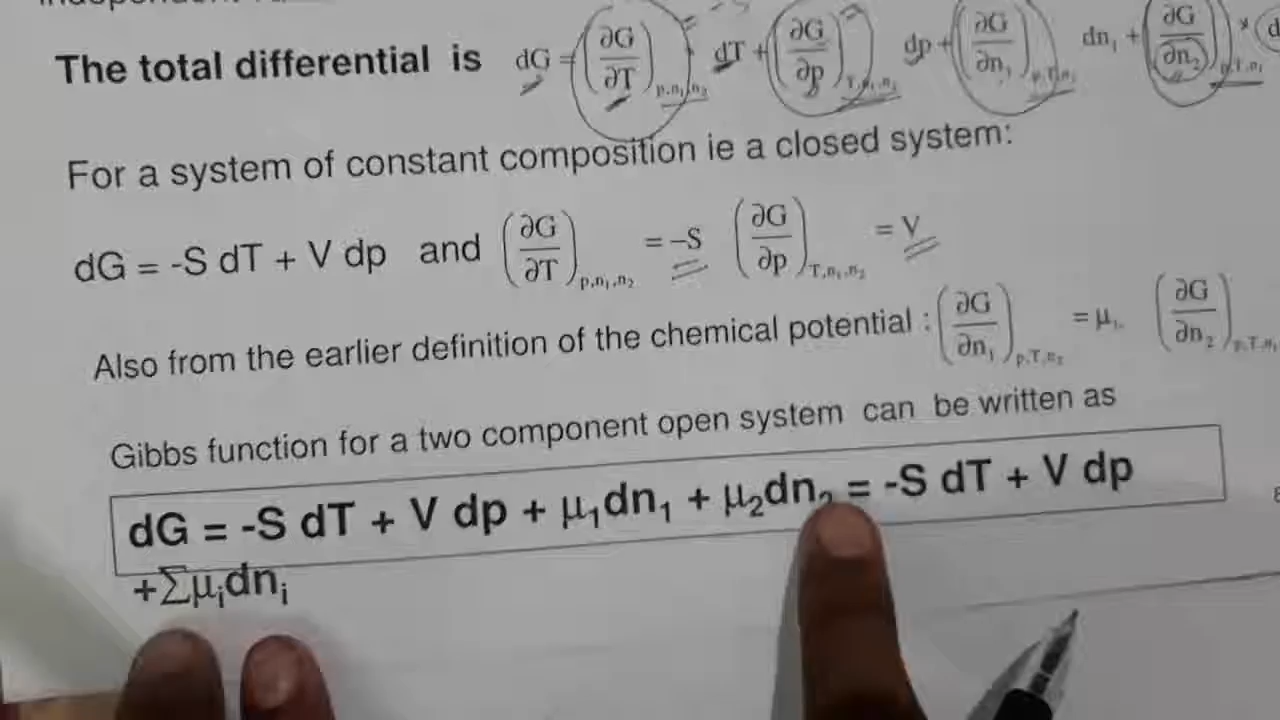 The total differential is dG = (∂G/∂T)p,n₁,n₂ dT + (∂G/∂p)T,n₁,n₂ dp + (∂G/∂n₁)p,T,n₂ dn₁ + (∂G/∂n₂)p,T,n₁
For a system of constant composition ie a closed system:
dG = -S dT + V dp and (∂G/∂T)p,n₁,n₂ = -S (∂G/∂p)T,n₁,n₂ = V
Also from the earlier definition of the chemical potential : (∂G/∂n₁)p,T,n₂ = μ₁. (∂G/∂n₂)p,T,n₁
Gibbs function for a two component open system can be written as
dG = -S dT + V dp + μ₁dn₁ + μ₂dn₂ = -S dT + V dp
+Σμᵢdnᵢ